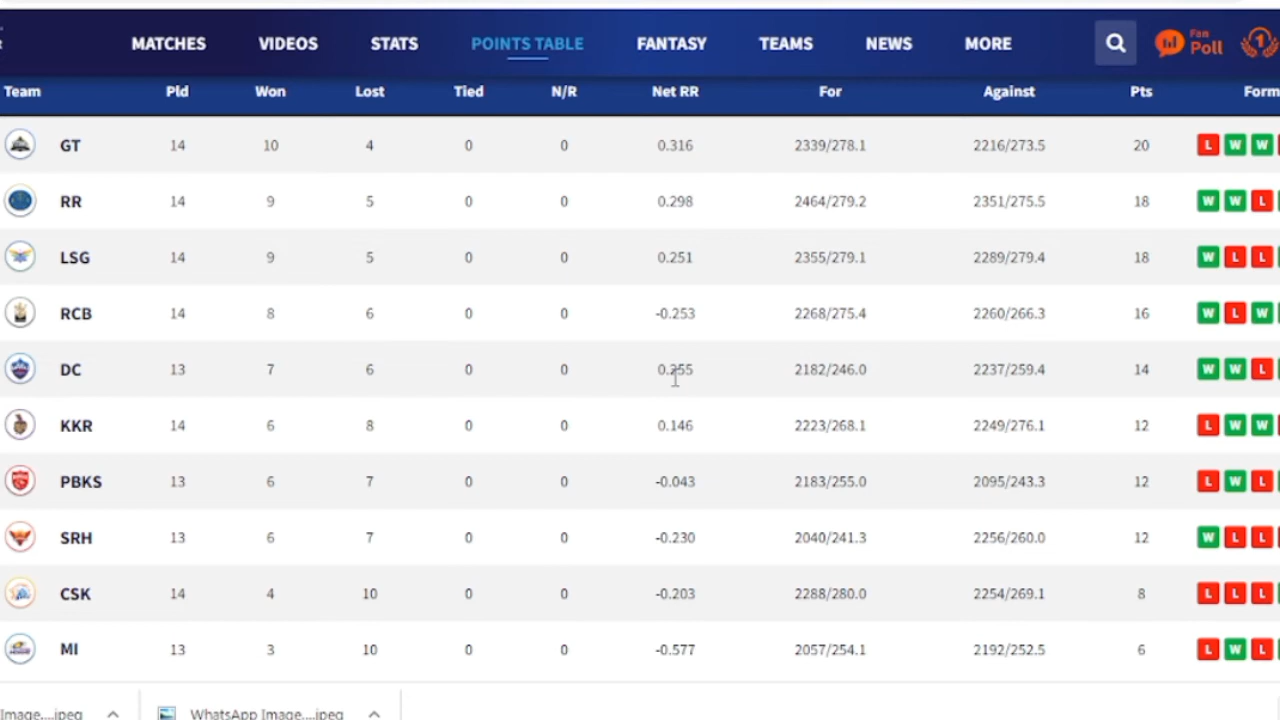 MATCHES VIDEOS STATS POINTS TABLE FANTASY TEAMS NEWS MORE Fan Poll 1
Team Pld Won Lost Tied N/R Net RR For Against Pts Form
GT 14 10 4 0 0 0.316 2339/278.1 2216/273.5 20 L W W
RR 14 9 5 0 0 0.298 2464/279.2 2351/275.5 18 W W L
LSG 14 9 5 0 0 0.251 2355/279.1 2289/279.4 18 W L L
RCB 14 8 6 0 0 -0.253 2268/275.4 2260/266.3 16 W L W
DC 13 7 6 0 0 0.255 2182/246.0 2237/259.4 14 W W L
KKR 14 6 8 0 0 0.146 2223/268.1 2249/276.1 12 L W W
PBKS 13 6 7 0 0 -0.043 2183/255.0 2095/243.3 12 L W L
SRH 13 6 7 0 0 -0.230 2040/241.3 2256/260.0 12 W L L
CSK 14 4 10 0 0 -0.203 2288/280.0 2254/269.1 8 L L L
MI 13 3 10 0 0 -0.577 2057/254.1 2192/252.5 6 L W L
Image....jpeg WhatsApp Image....jpeg